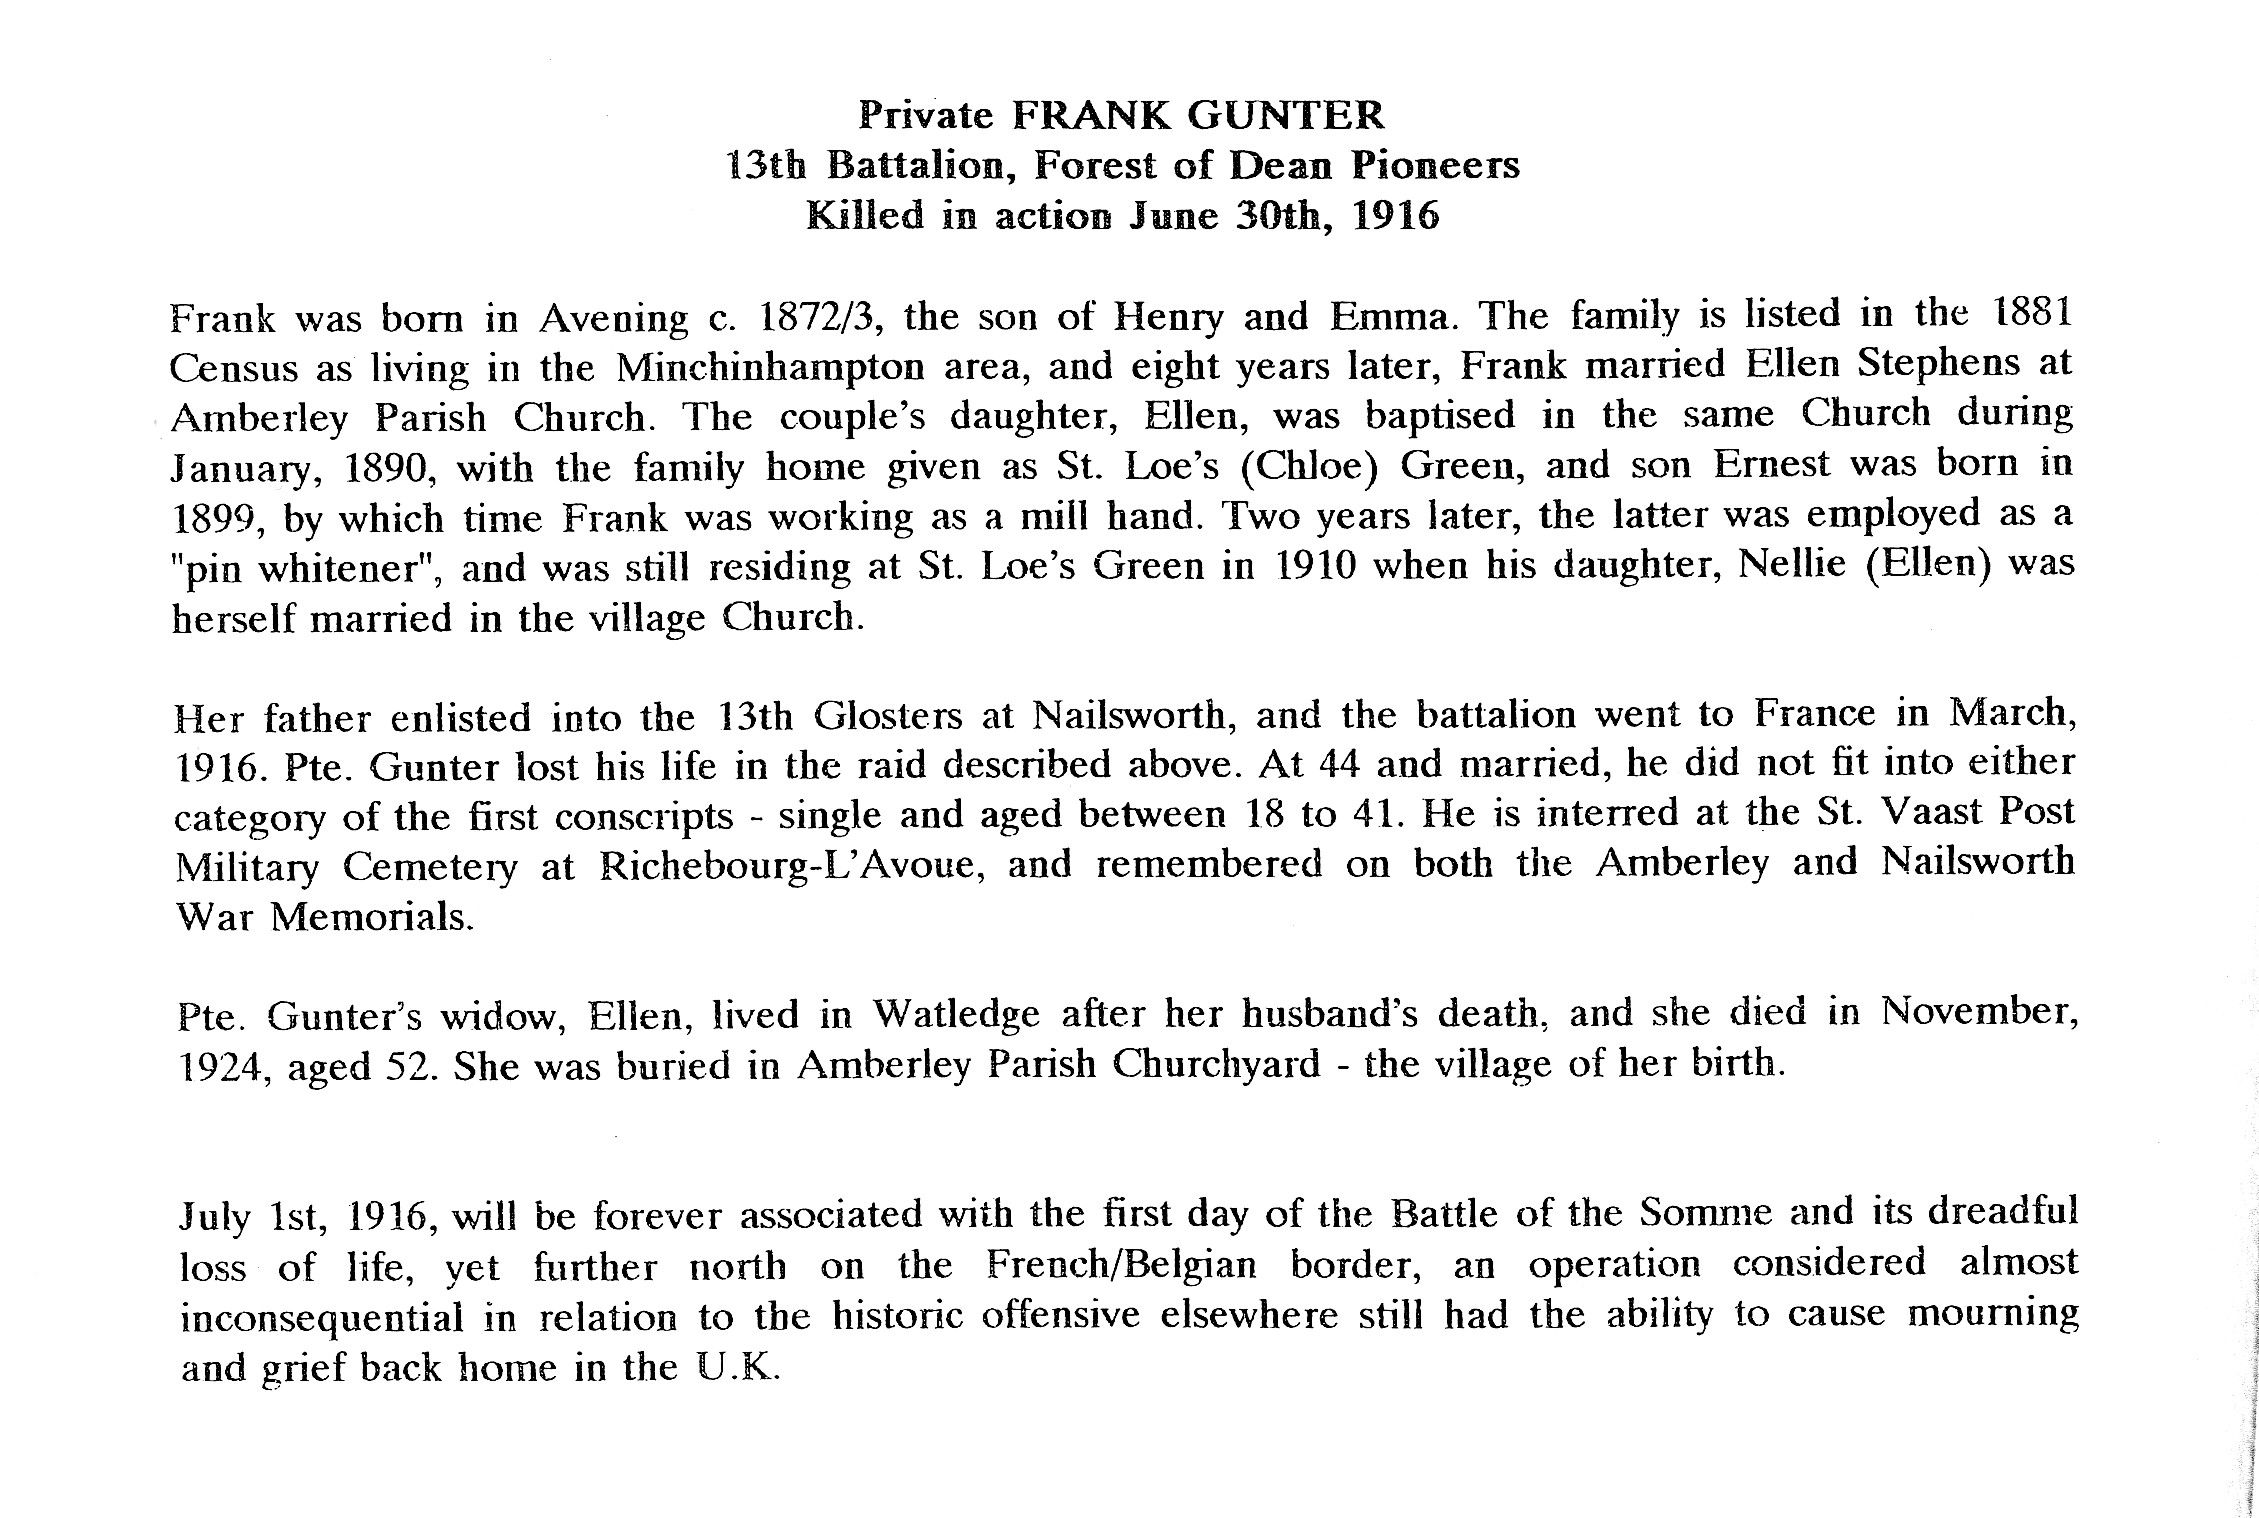 Private FRANK GUNTER
13th Battalion, Forest of Dean Pioneers
Killed in action June 30th, 1916
Frank was born in Avening c. 1872/3, the son of Henry and Emma. The family is listed in the 1881
Census as living in the Minchinhampton area, and eight years later, Frank married Ellen Stephens at
Amberley Parish Church. The couple's daughter, Ellen, was baptised in the same Church during
January, 1890, with the family home given as St. Loe's (Chloe) Green, and son Ernest was born in
1899, by which time Frank was working as a mill hand. Two years later, the latter was employed as a
"pin whitener", and was still residing at St. Loe's Green in 1910 when his daughter, Nellie (Ellen) was
herself married in the village Church.
Her father enlisted into the 13th Glosters at Nailsworth, and the battalion went to France in March,
1916. Pte. Gunter lost his life in the raid described above. At 44 and married, he did not fit into either
category of the first conscripts - single and aged between 18 to 41. He is interred at the St. Vaast Post
Military Cemetery at Richebourg-L'Avoue, and remembered on both the Amberley and Nailsworth
War Memorials.
Pte. Gunter's widow, Ellen, lived in Watledge after her husband's death, and she died in November,
1924, aged 52. She was buried in Amberley Parish Churchyard - the village of her birth.
July 1st, 1916, will be forever associated with the first day of the Battle of the Somme and its dreadful
loss of life, yet further north on the French/Belgian border, an operation considered almost
inconsequential in relation to the historic offensive elsewhere still had the ability to cause mourning
and grief back home in the U.K.